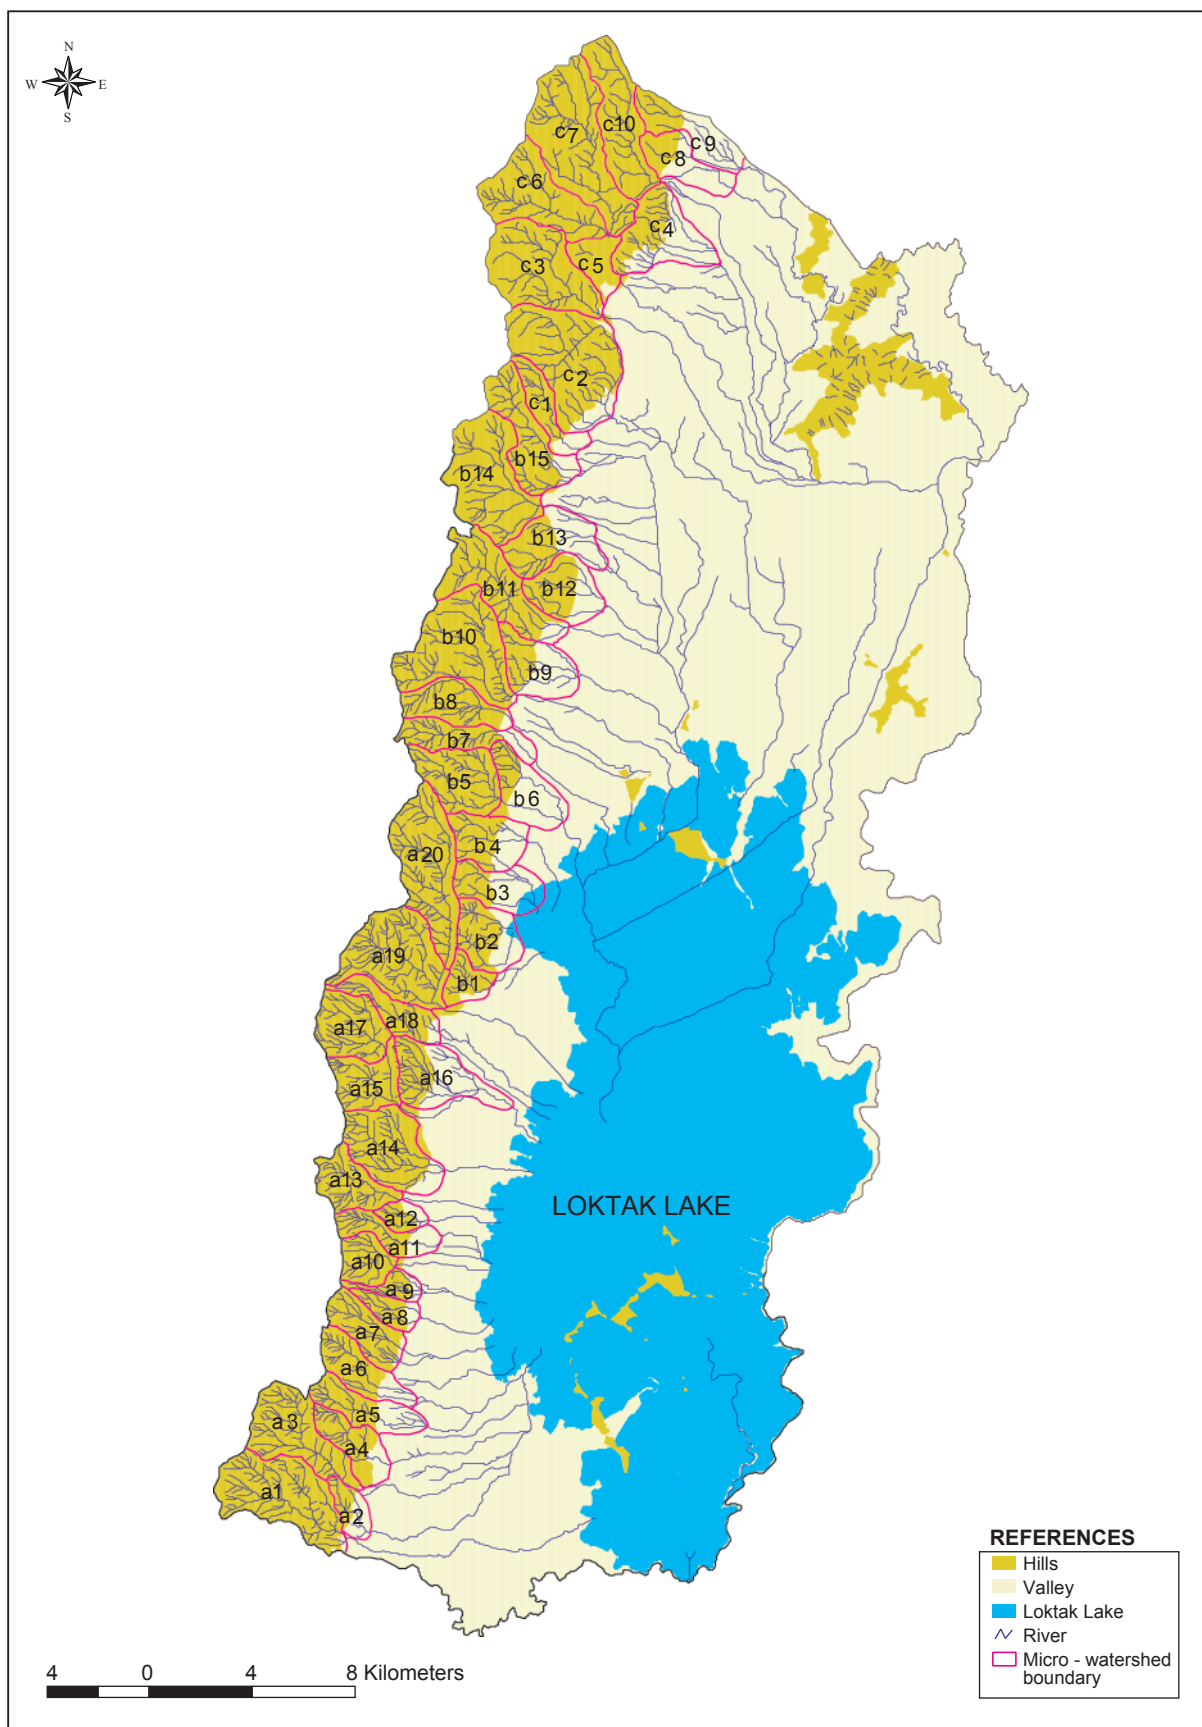 N
W E
S
c7
c10
c9
c8
c6
c4
c3
c5
c2
c1
b15
b14
b13
b11
b12
b10
b9
b8
b7
b5
b6
b4
a20
b3
b2
a19
b1
a17
a18
a16
a15
a14
a13
LOKTAK LAKE
a12
a11
a10
a9
a8
a7
a6
a5
a3
a4
a1
a2
REFERENCES
Hills
Valley
Loktak Lake
River
Micro - watershed
boundary
4 0 4 8 Kilometers